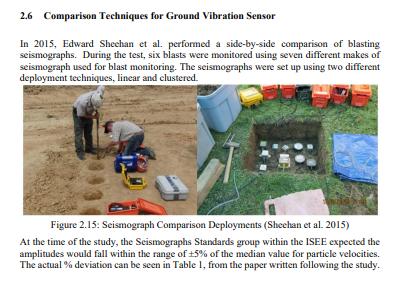 2.6 Comparison Techniques for Ground Vibration Sensor
In 2015, Edward Sheehan et al. performed a side-by-side comparison of blasting
seismographs. During the test, six blasts were monitored using seven different makes of
seismograph used for blast monitoring. The seismographs were set up using two different
deployment techniques, linear and clustered.
Figure 2.15: Seismograph Comparison Deployments (Sheehan et al. 2015)
At the time of the study, the Seismographs Standards group within the ISEE expected the
amplitudes would fall within the range of ±5% of the median value for particle velocities.
The actual % deviation can be seen in Table 1, from the paper written following the study.